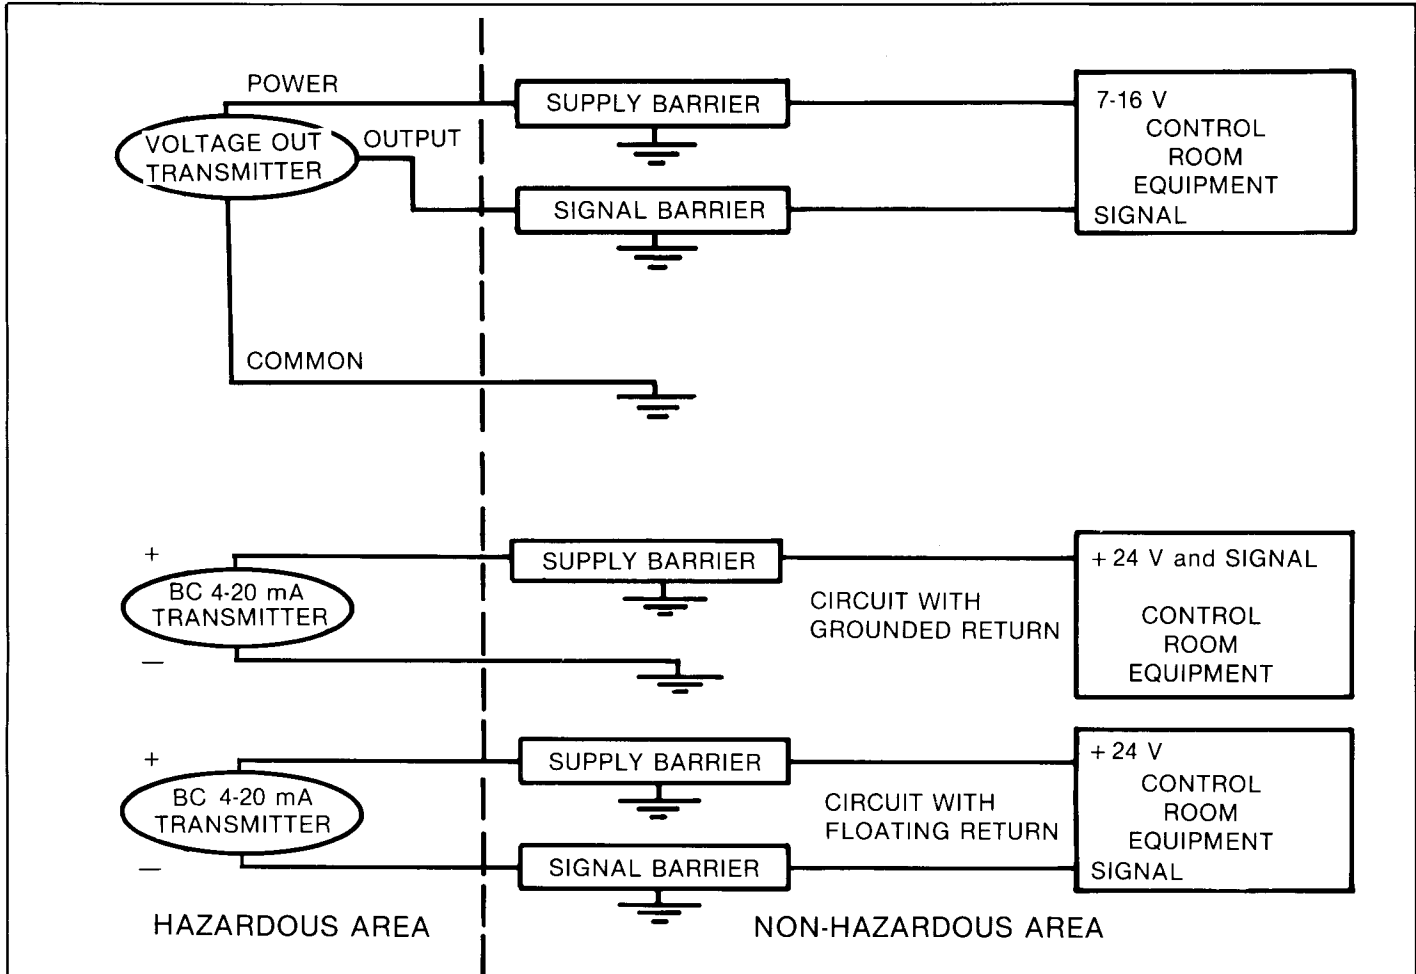 POWER
SUPPLY BARRIER
7-16 V
CONTROL
ROOM
EQUIPMENT
SIGNAL
VOLTAGE OUT
TRANSMITTER
OUTPUT
SIGNAL BARRIER
COMMON
+
BC 4-20 mA
TRANSMITTER
—
SUPPLY BARRIER
CIRCUIT WITH
GROUNDED RETURN
+ 24 V and SIGNAL
CONTROL
ROOM
EQUIPMENT
+
BC 4-20 mA
TRANSMITTER
—
SUPPLY BARRIER
CIRCUIT WITH
FLOATING RETURN
SIGNAL BARRIER
+ 24 V
CONTROL
ROOM
EQUIPMENT
SIGNAL
HAZARDOUS AREA
NON-HAZARDOUS AREA